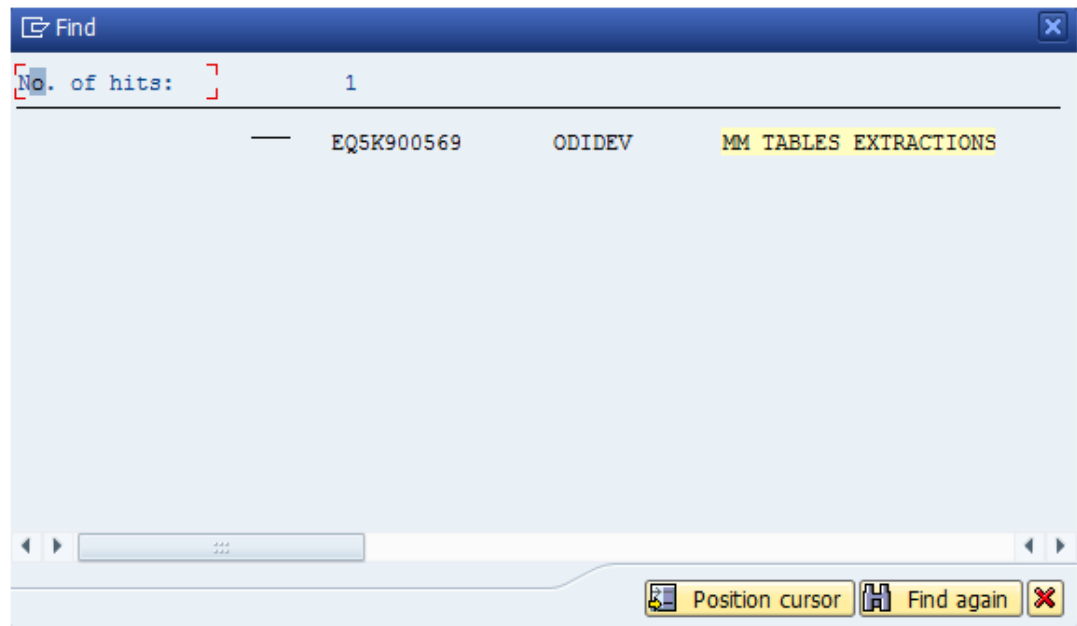 Find
No. of hits: 1
EQ5K900569 ODIDEV MM TABLES EXTRACTIONS
Position cursor Find again